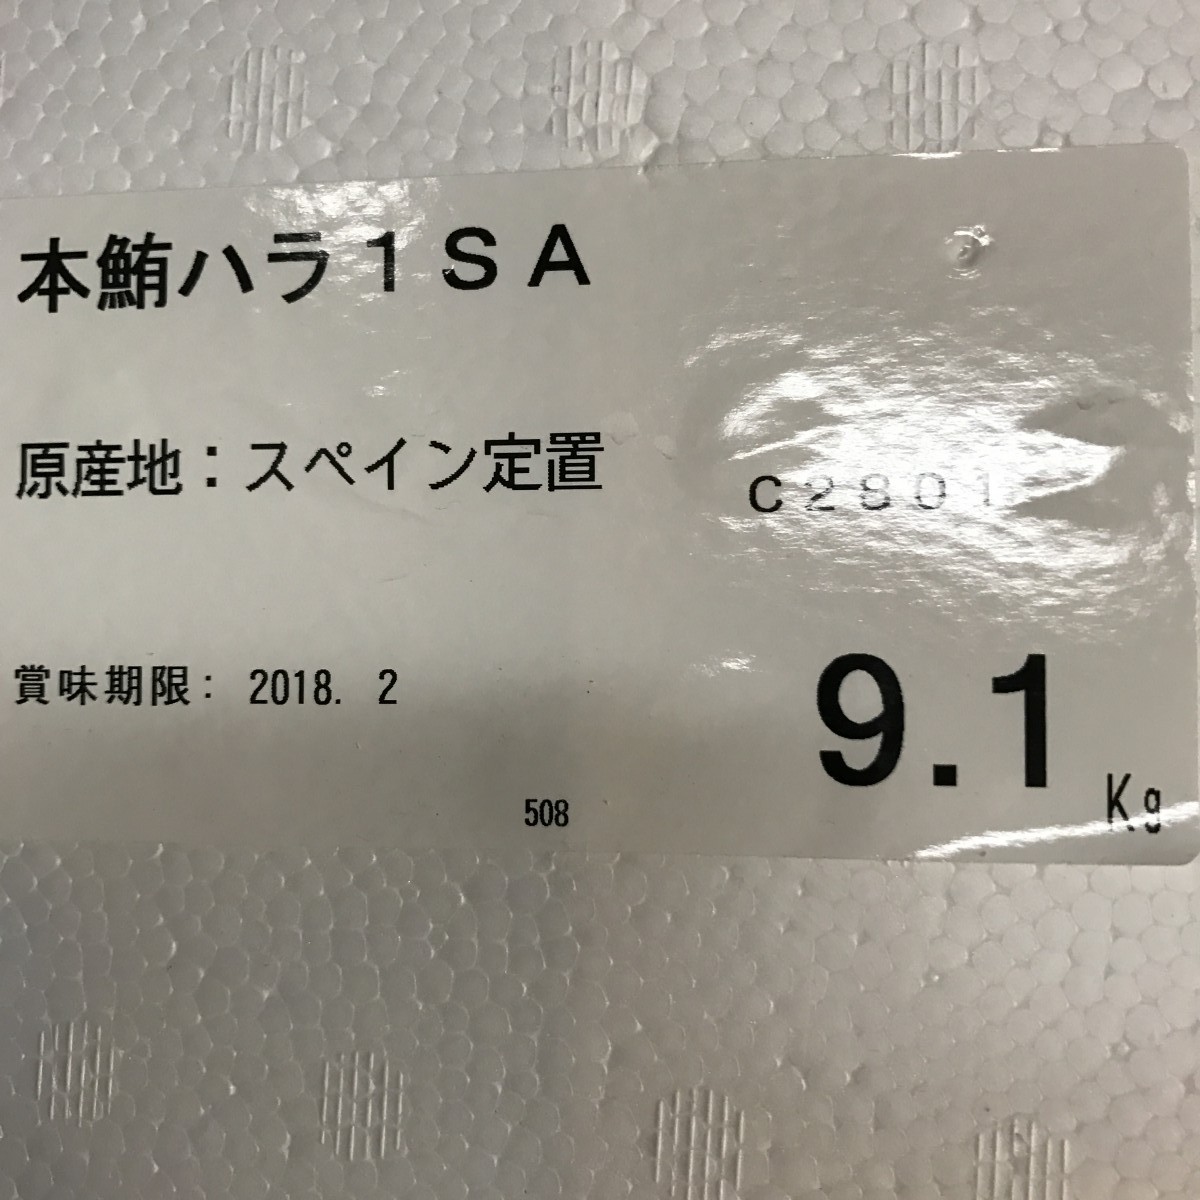 本鮪ハラ１ＳＡ
原産地：スペイン定置
Ｃ２８０１
賞味期限: 2018. 2
9.1 Kg
508